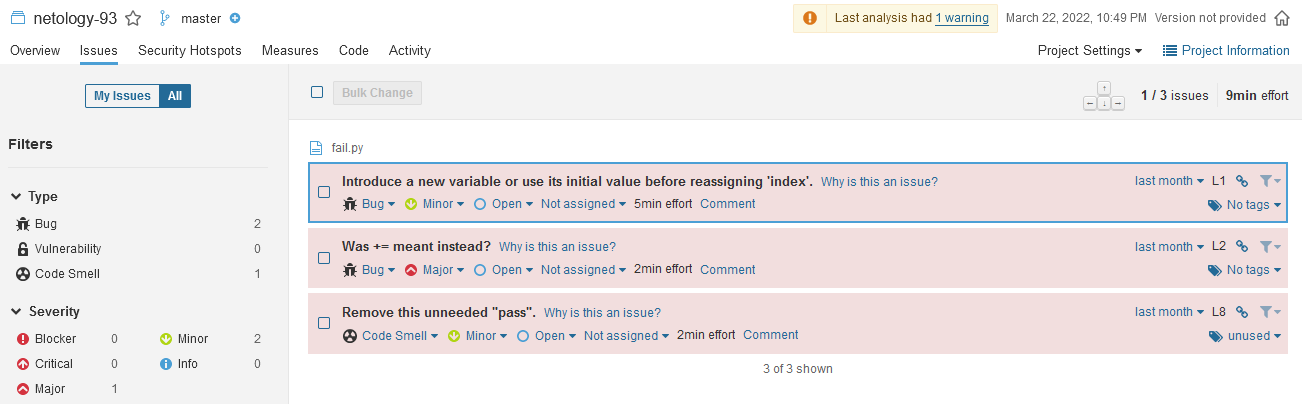 netology-93 master Last analysis had 1 warning March 22, 2022, 10:49 PM Version not provided
Overview Issues Security Hotspots Measures Code Activity Project Settings Project Information
My Issues All
Bulk Change 1 / 3 issues 9min effort
Filters
Type
Bug 2
Vulnerability 0
Code Smell 1
Severity
Blocker 0 Minor 2
Critical 0 Info 0
Major 1
fail.py
Introduce a new variable or use its initial value before reassigning 'index'. Why is this an issue? last month L1
Bug Minor Open Not assigned 5min effort Comment No tags
Was += meant instead? Why is this an issue? last month L2
Bug Major Open Not assigned 2min effort Comment No tags
Remove this unneeded "pass". Why is this an issue? last month L8
Code Smell Minor Open Not assigned 2min effort Comment unused
3 of 3 shown